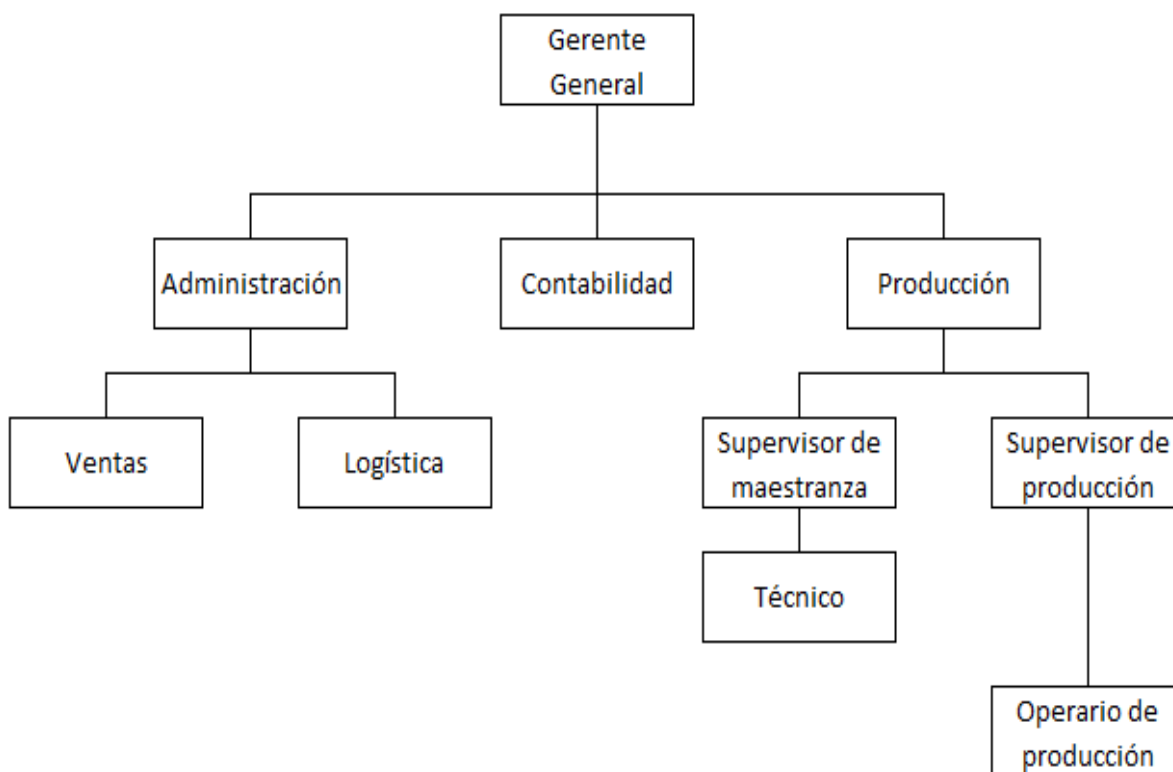 Gerente
General
Administración
Contabilidad
Producción
Ventas
Logística
Supervisor de
maestranza
Supervisor de
producción
Técnico
Operario de
producción